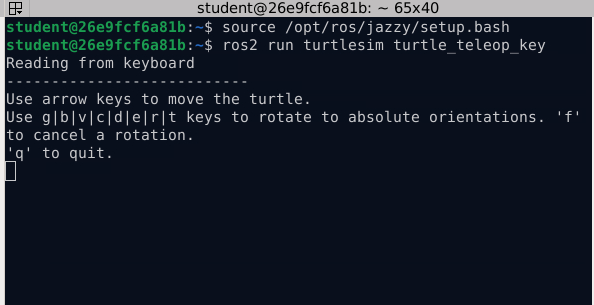 student@26e9fcf6a81b: ~ 65x40
student@26e9fcf6a81b:~$ source /opt/ros/jazzy/setup.bash
student@26e9fcf6a81b:~$ ros2 run turtlesim turtle_teleop_key
Reading from keyboard
---------------------------
Use arrow keys to move the turtle.
Use g|b|v|c|d|e|r|t keys to rotate to absolute orientations. 'f'
to cancel a rotation.
'q' to quit.